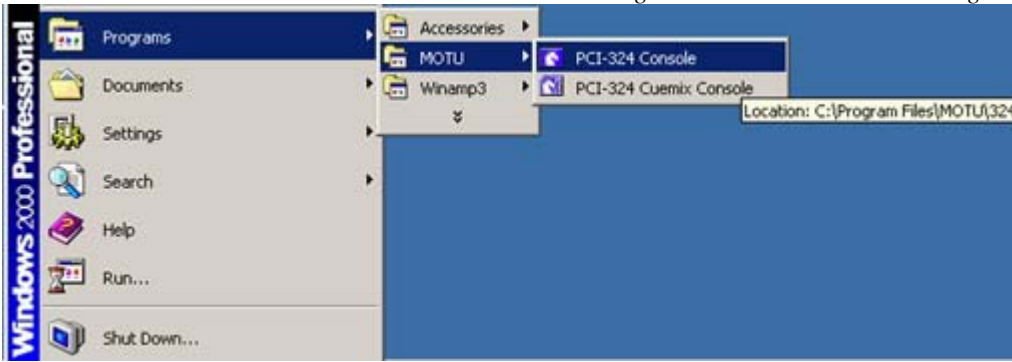 Windows 2000 Professional
Programs
Documents
Settings
Search
Help
Run...
Shut Down...
Accessories
MOTU
Winamp3
PCI-324 Console
PCI-324 Cuemix Console
Location: C:\Program Files\MOTU\324